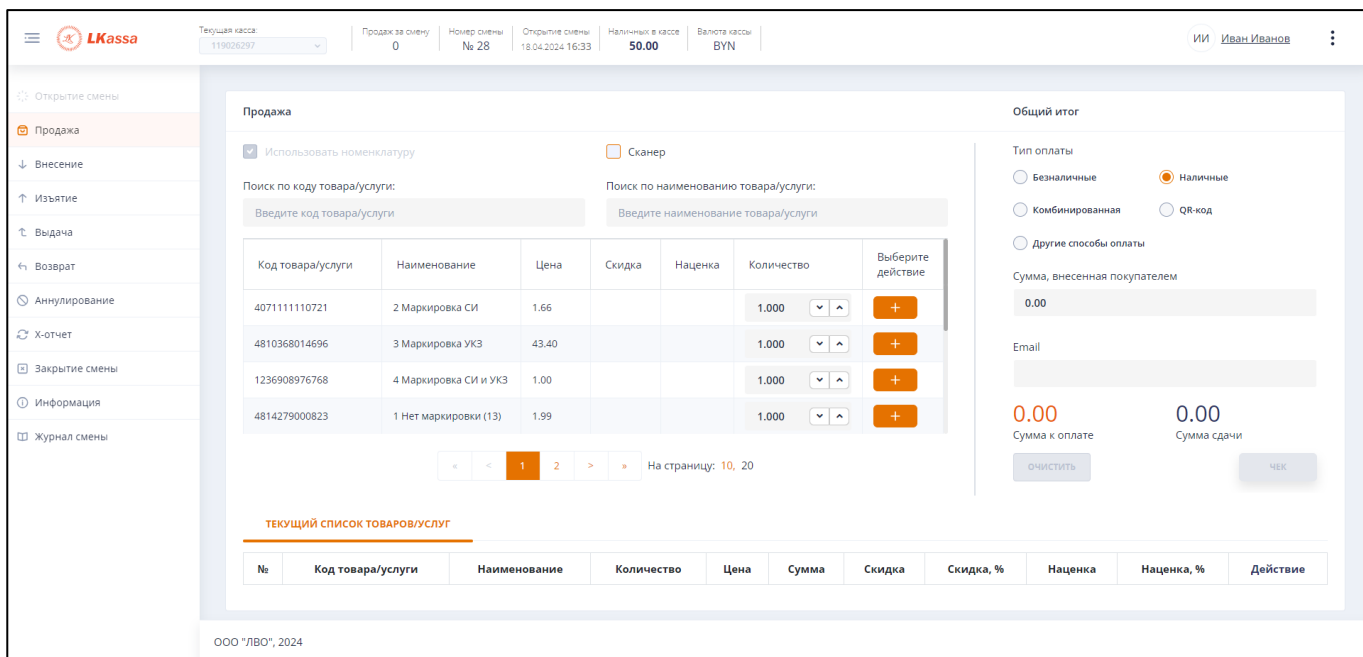 LKassa
Текущая касса:
119026297
Продаж за смену
0
Номер смены
№ 28
Открытие смены
18.04.2024 16:33
Наличных в кассе
50.00
Валюта кассы
BYN
ИИ Иван Иванов
Открытие смены
Продажа
Внесение
Изъятие
Выдача
Возврат
Аннулирование
X-отчет
Закрытие смены
Информация
Журнал смены
Продажа
Использовать номенклатуру
Сканер
Поиск по коду товара/услуги:
Введите код товара/услуги
Поиск по наименованию товара/услуги:
Введите наименование товара/услуги
Код товара/услуги Наименование Цена Скидка Наценка Количество Выберите
действие
4071111110721 2 Маркировка СИ 1.66 1.000 +
4810368014696 3 Маркировка УКЗ 43.40 1.000 +
1236908976768 4 Маркировка СИ и УКЗ 1.00 1.000 +
4814279000823 1 Нет маркировки (13) 1.99 1.000 +
« < 1 2 > » На страницу: 10, 20
Общий итог
Тип оплаты
Безналичные Наличные
Комбинированная QR-код
Другие способы оплаты
Сумма, внесенная покупателем
0.00
Email
0.00 0.00
Сумма к оплате Сумма сдачи
ОЧИСТИТЬ ЧЕК
ТЕКУЩИЙ СПИСОК ТОВАРОВ/УСЛУГ
№ Код товара/услуги Наименование Количество Цена Сумма Скидка Скидка, % Наценка Наценка, % Действие
ООО "ЛВО", 2024